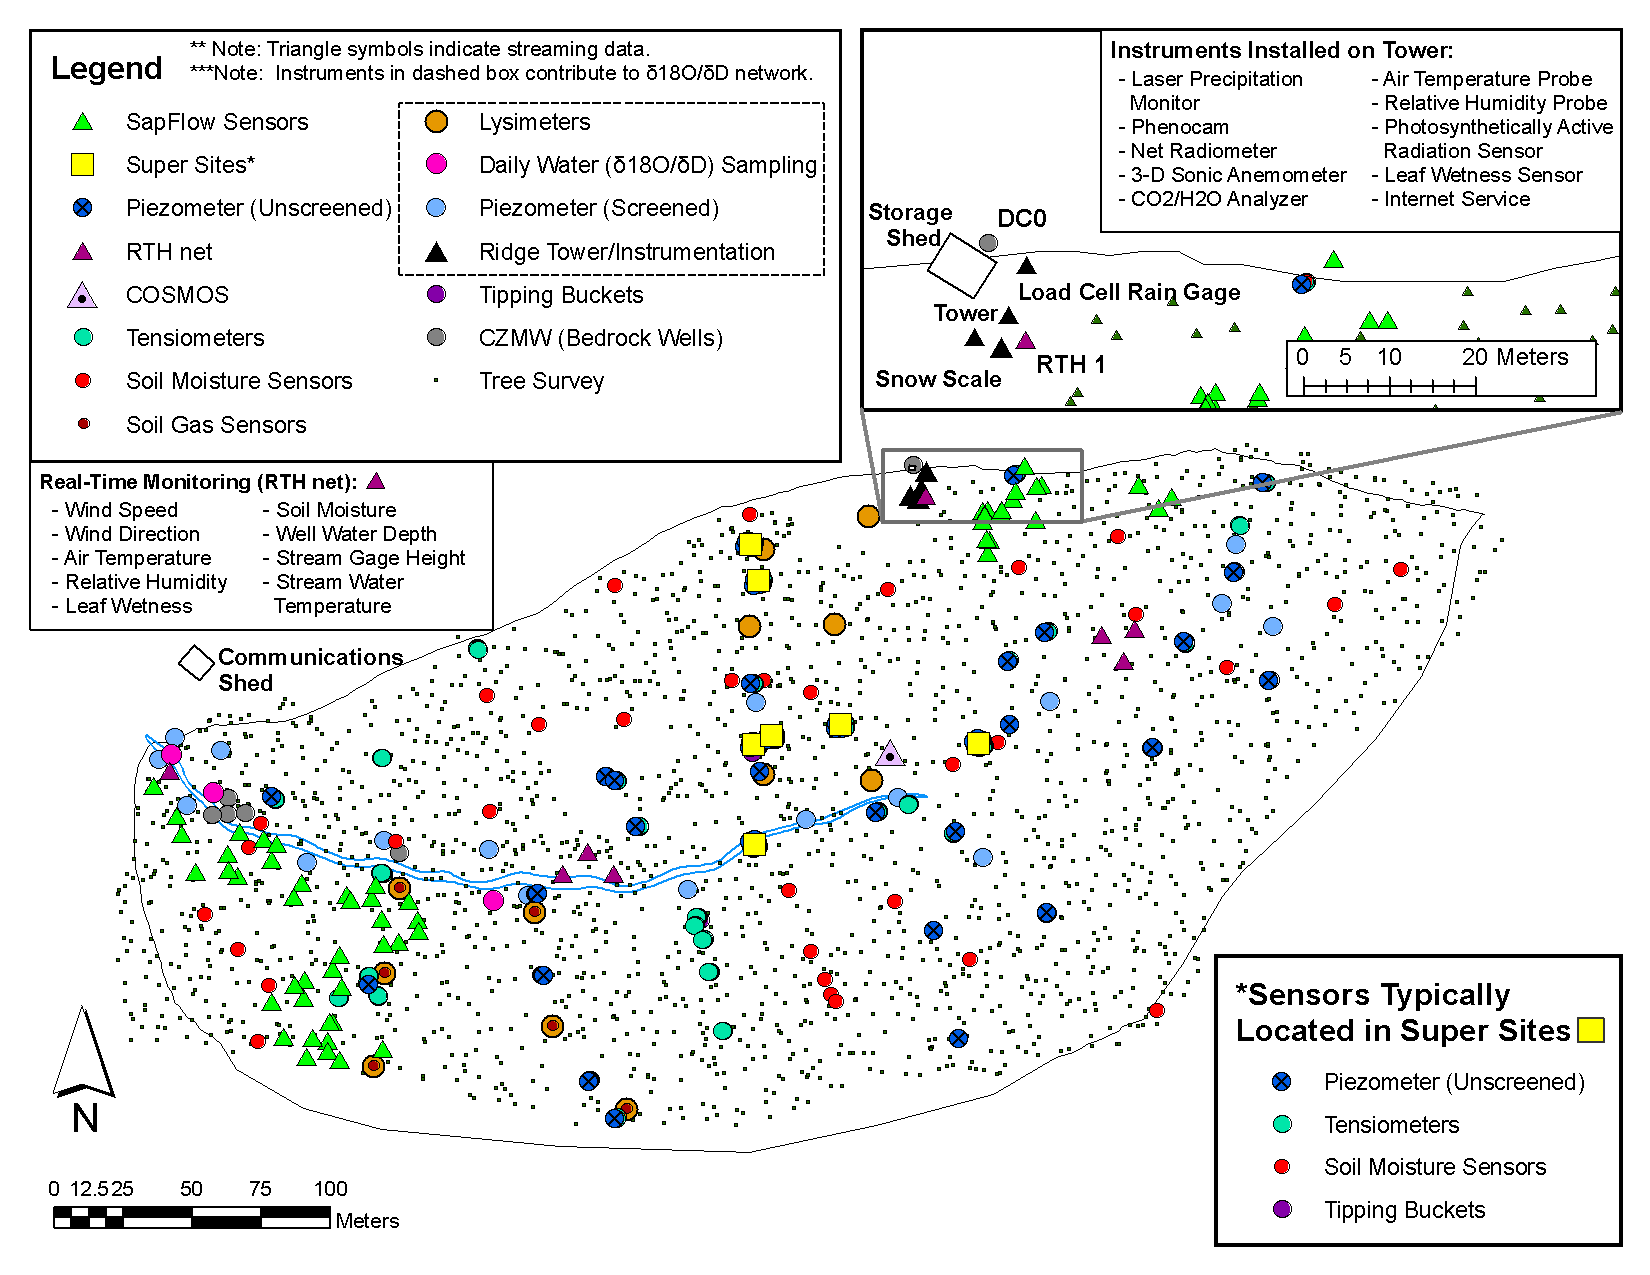 Legend
** Note: Triangle symbols indicate streaming data.
***Note:  Instruments in dashed box contribute to δ18O/δD network.
SapFlow Sensors
Super Sites*
Piezometer (Unscreened)
RTH net
COSMOS
Tensiometers
Soil Moisture Sensors
Soil Gas Sensors
Lysimeters
Daily Water (δ18O/δD) Sampling
Piezometer (Screened)
Ridge Tower/Instrumentation
Tipping Buckets
CZMW (Bedrock Wells)
Tree Survey
Instruments Installed on Tower:
- Laser Precipitation
Monitor
- Phenocam
- Net Radiometer
- 3-D Sonic Anemometer
- CO2/H2O Analyzer
- Air Temperature Probe
- Relative Humidity Probe
- Photosynthetically Active
Radiation Sensor
- Leaf Wetness Sensor
- Internet Service
Storage
Shed
DC0
Load Cell Rain Gage
Tower
RTH 1
Snow Scale
0 5 10 20 Meters
Real-Time Monitoring (RTH net):
- Wind Speed
- Wind Direction
- Air Temperature
- Relative Humidity
- Leaf Wetness
- Soil Moisture
- Well Water Depth
- Stream Gage Height
- Stream Water
Temperature
Communications
Shed
N
0 12.5 25 50 75 100
Meters
*Sensors Typically
Located in Super Sites
Piezometer (Unscreened)
Tensiometers
Soil Moisture Sensors
Tipping Buckets